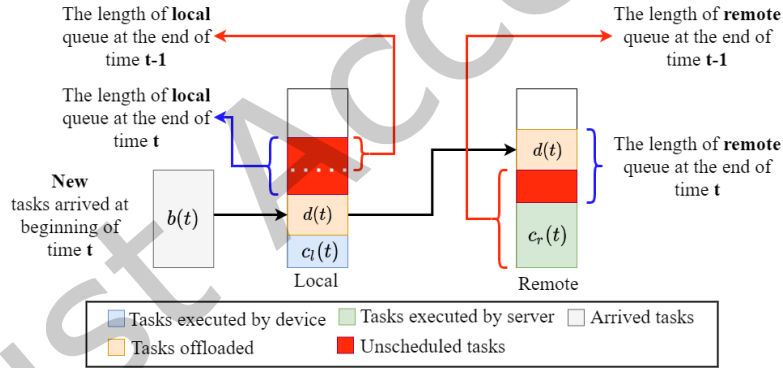 The length of local
queue at the end of
time t-1
The length of remote
queue at the end of
time t-1
The length of local
queue at the end of
time t
The length of remote
queue at the end of
time t
New
tasks arrived at
beginning of
time t
b(t)
d(t)
c_l(t)
Local
d(t)
c_r(t)
Remote
Tasks executed by device
Tasks executed by server
Arrived tasks
Tasks offloaded
Unscheduled tasks
ust Acc